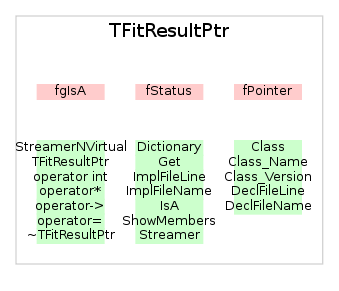 TFitResultPtr
fgIsA
fStatus
fPointer
StreamerNVirtual
TFitResultPtr
operator int
operator*
operator->
operator=
~TFitResultPtr
Dictionary
Get
ImplFileLine
ImplFileName
IsA
ShowMembers
Streamer
Class
Class_Name
Class_Version
DeclFileLine
DeclFileName